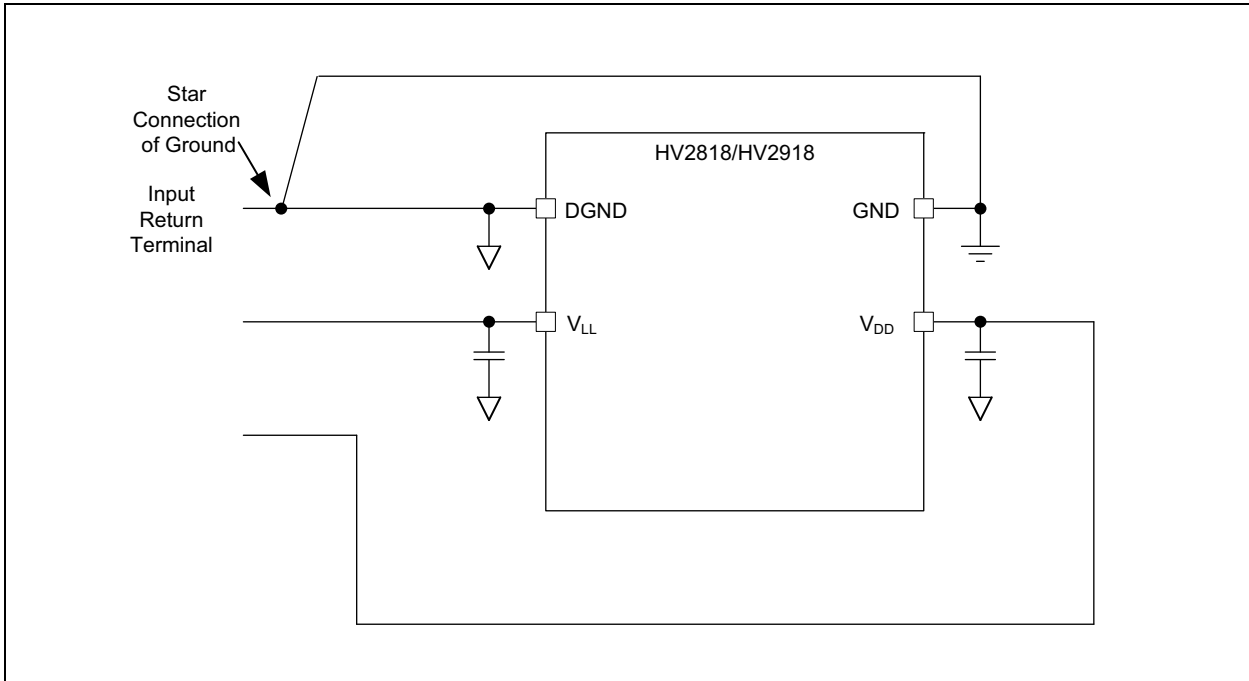 Star
Connection
of Ground
Input
Return
Terminal
HV2818/HV2918
DGND
GND
VLL
VDD